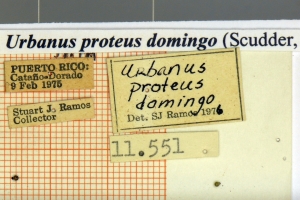 Urbanus proteus domingo (Scudder,
PUERTO RICO:
Cataño-Dorado
9 Feb 1975
Stuart J. Ramos
Collector
Urbanus
proteus
domingo
Det. SJ Ramos 1976
11.551